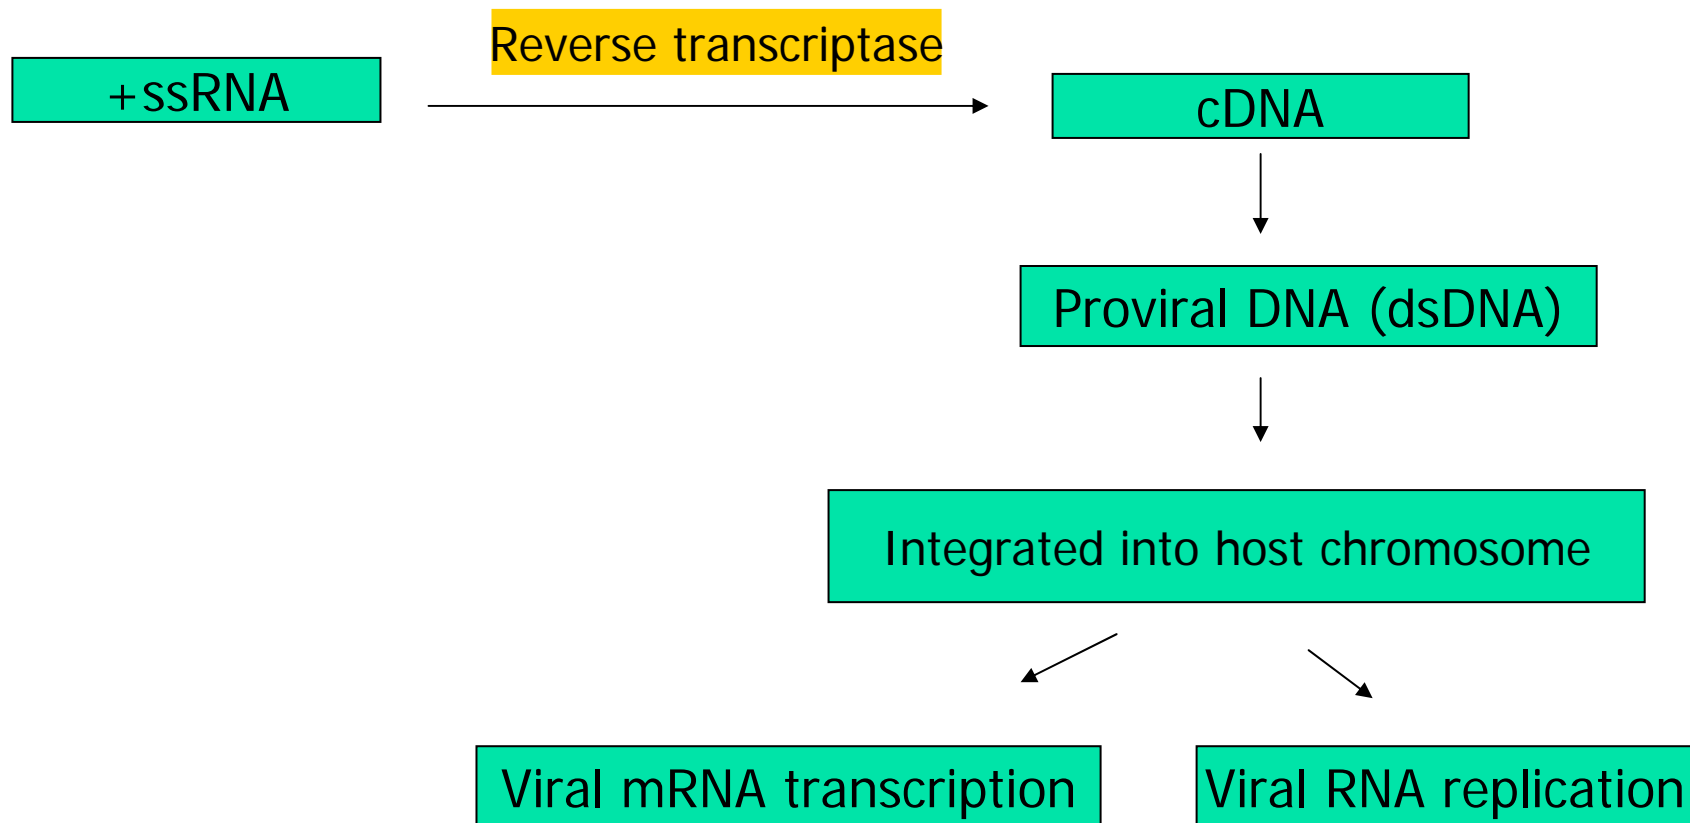 Reverse transcriptase
+ssRNA
cDNA
Proviral DNA (dsDNA)
Integrated into host chromosome
Viral mRNA transcription
Viral RNA replication